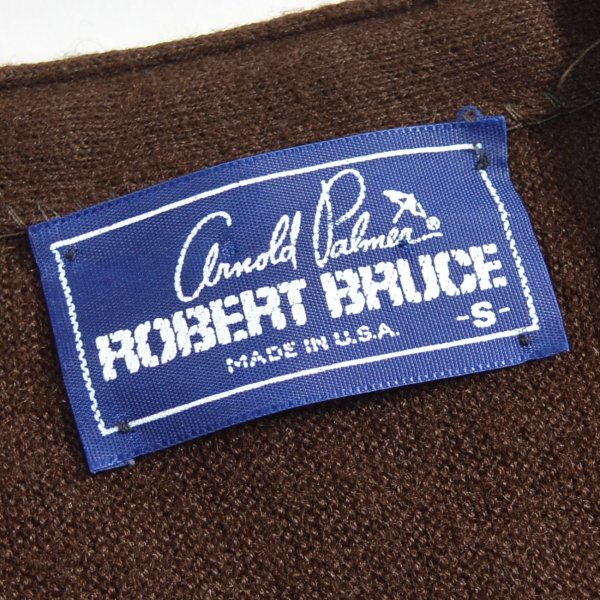 Arnold Palmer®
ROBERT BRUCE
MADE IN U.S.A.
-S-